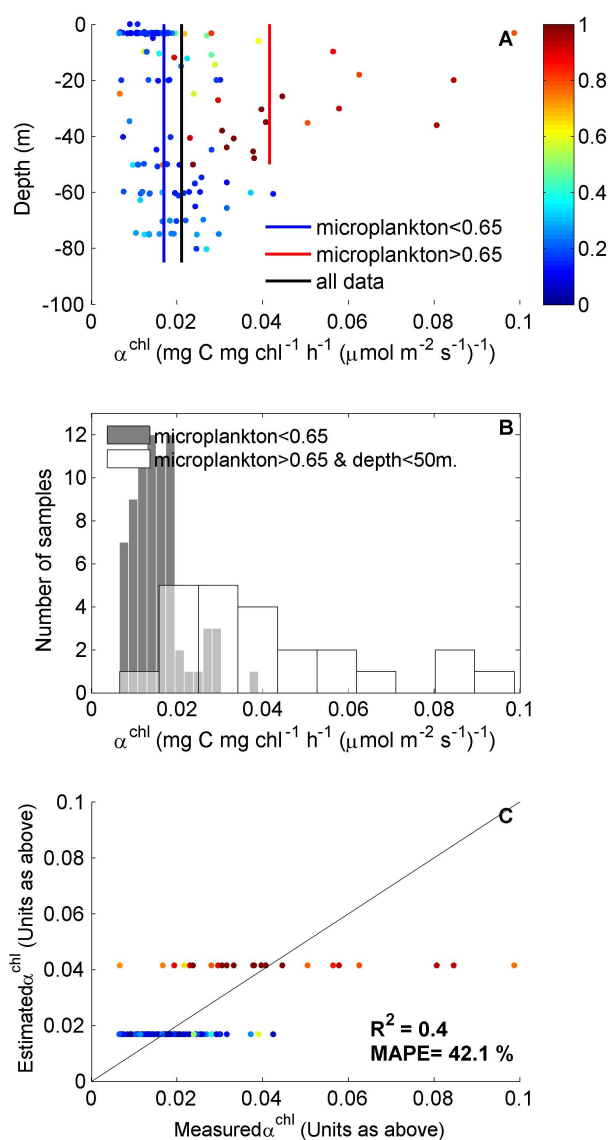 A
0
-20
-40
-60
-80
-100
Depth (m)
microplankton<0.65
microplankton>0.65
all data
0 0.02 0.04 0.06 0.08 0.1
α^chl (mg C mg chl^-1 h^-1 (μmol m^-2 s^-1)^-1)
1
0.8
0.6
0.4
0.2
0
B
12
10
8
6
4
2
0
Number of samples
microplankton<0.65
microplankton>0.65 & depth<50m.
0 0.02 0.04 0.06 0.08 0.1
α^chl (mg C mg chl^-1 h^-1 (μmol m^-2 s^-1)^-1)
C
0.1
0.08
0.06
0.04
0.02
0
Estimatedα^chl (Units as above)
R^2 = 0.4
MAPE= 42.1 %
0 0.02 0.04 0.06 0.08 0.1
Measuredα^chl (Units as above)